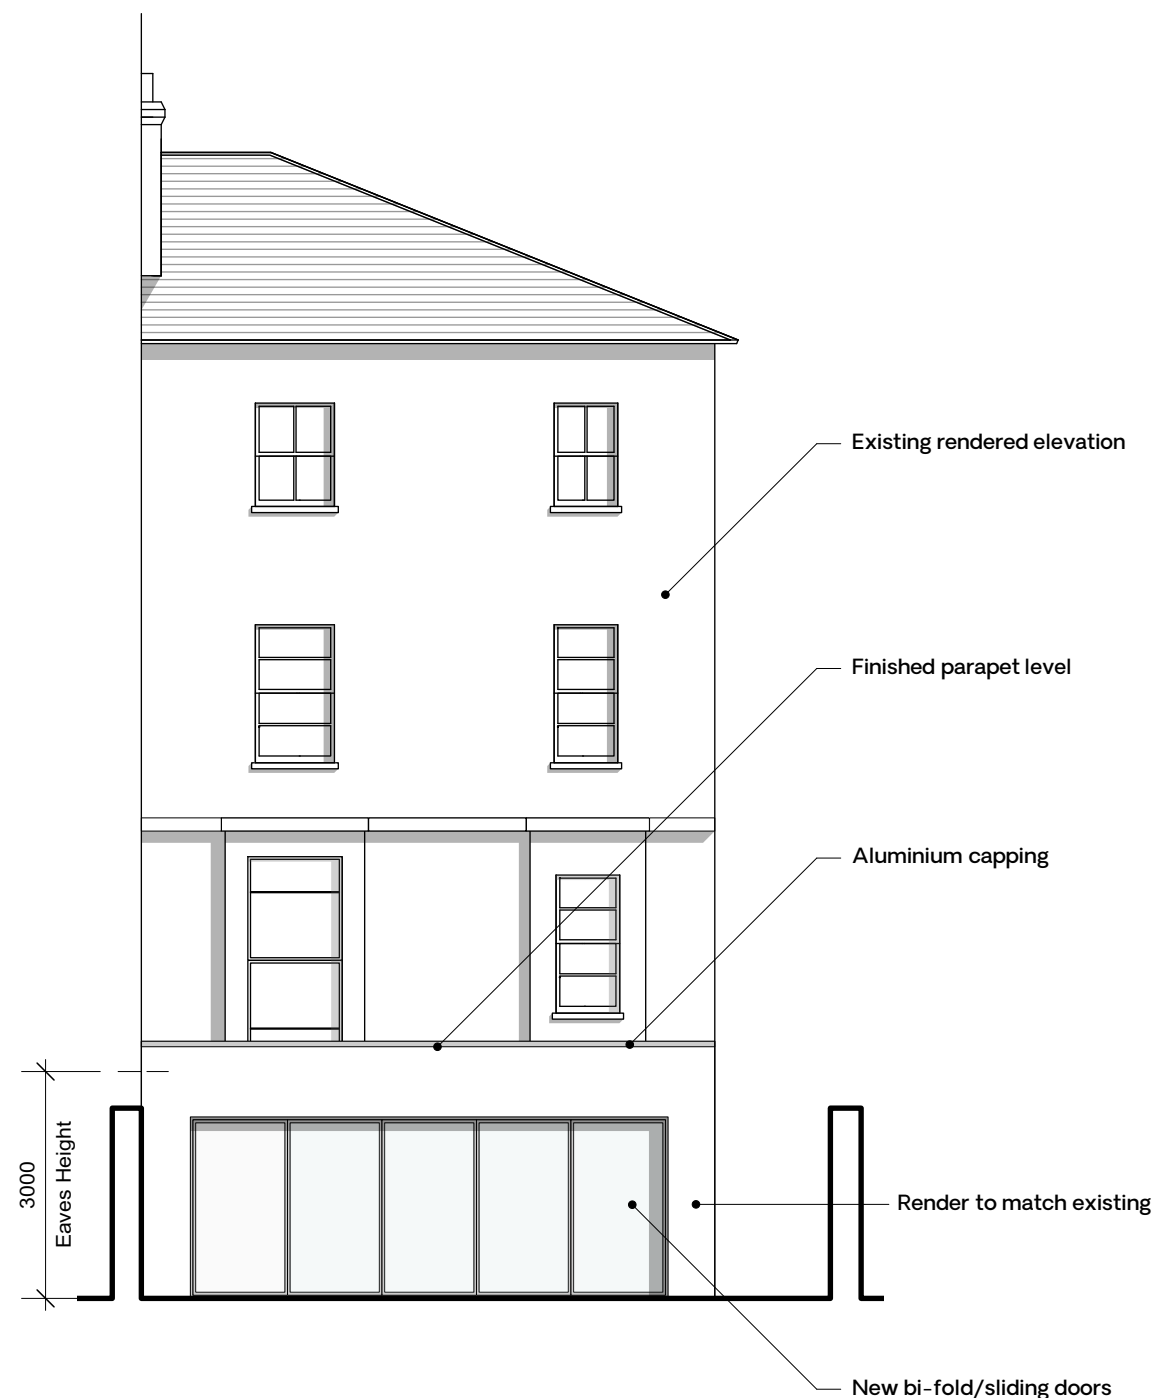 Existing rendered elevation
Finished parapet level
Aluminium capping
3000
Eaves Height
Render to match existing
New bi-fold/sliding doors